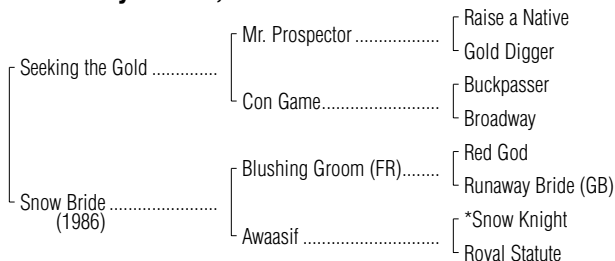 Raise a Native
Mr. Prospector ...................
Gold Digger
Seeking the Gold ..............
Buckpasser
Con Game..........................
Broadway
Red God
Blushing Groom (FR)........
Runaway Bride (GB)
Snow Bride .......................
(1986)
*Snow Knight
Awaasif ..............................
Royal Statute